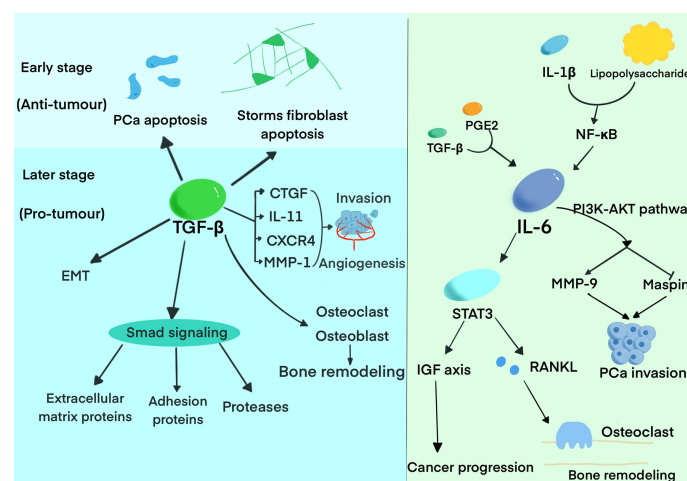 Early stage
(Anti-tumour)
PCa apoptosis
Storms fibroblast
apoptosis
Later stage
(Pro-tumour)
TGF-β
CTGF
IL-11
CXCR4
MMP-1
Invasion
Angiogenesis
EMT
Smad signaling
Extracellular
matrix proteins
Adhesion
proteins
Proteases
Osteoclast
Osteoblast
Bone remodeling
IL-1β
Lipopolysaccharide
NF-κB
PGE2
TGF-β
IL-6
PI3K-AKT pathwa
MMP-9
Maspin
PCa invasion
STAT3
IGF axis
RANKL
Cancer progression
Osteoclast
Bone remodeling